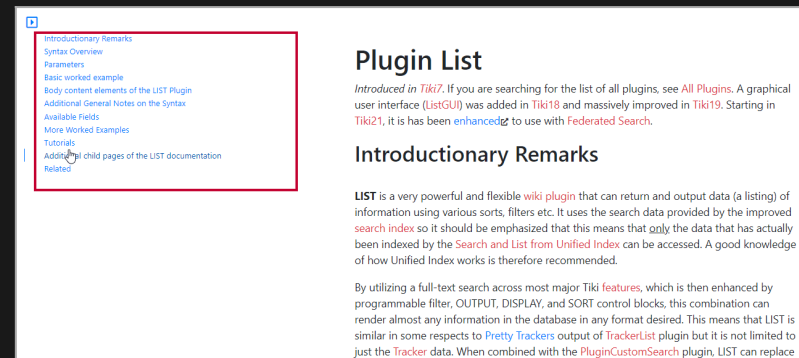 Introductionary Remarks
Syntax Overview
Parameters
Basic worked example
Body content elements of the LIST Plugin
Additional General Notes on the Syntax
Available Fields
More Worked Examples
Tutorials
Additional child pages of the LIST documentation
Related
Plugin List
Introduced in Tiki7. If you are searching for the list of all plugins, see All Plugins. A graphical
user interface (ListGUI) was added in Tiki18 and massively improved in Tiki19. Starting in
Tiki21, it is has been enhanced to use with Federated Search.
Introductionary Remarks
LIST is a very powerful and flexible wiki plugin that can return and output data (a listing) of
information using various sorts, filters etc. It uses the search data provided by the improved
search index so it should be emphasized that this means that only the data that has actually
been indexed by the Search and List from Unified Index can be accessed. A good knowledge
of how Unified Index works is therefore recommended.
By utilizing a full-text search across most major Tiki features, which is then enhanced by
programmable filter, OUTPUT, DISPLAY, and SORT control blocks, this combination can
render almost any information in the database in any format desired. This means that LIST is
similar in some respects to Pretty Trackers output of TrackerList plugin but it is not limited to
just the Tracker data. When combined with the PluginCustomSearch plugin, LIST can replace